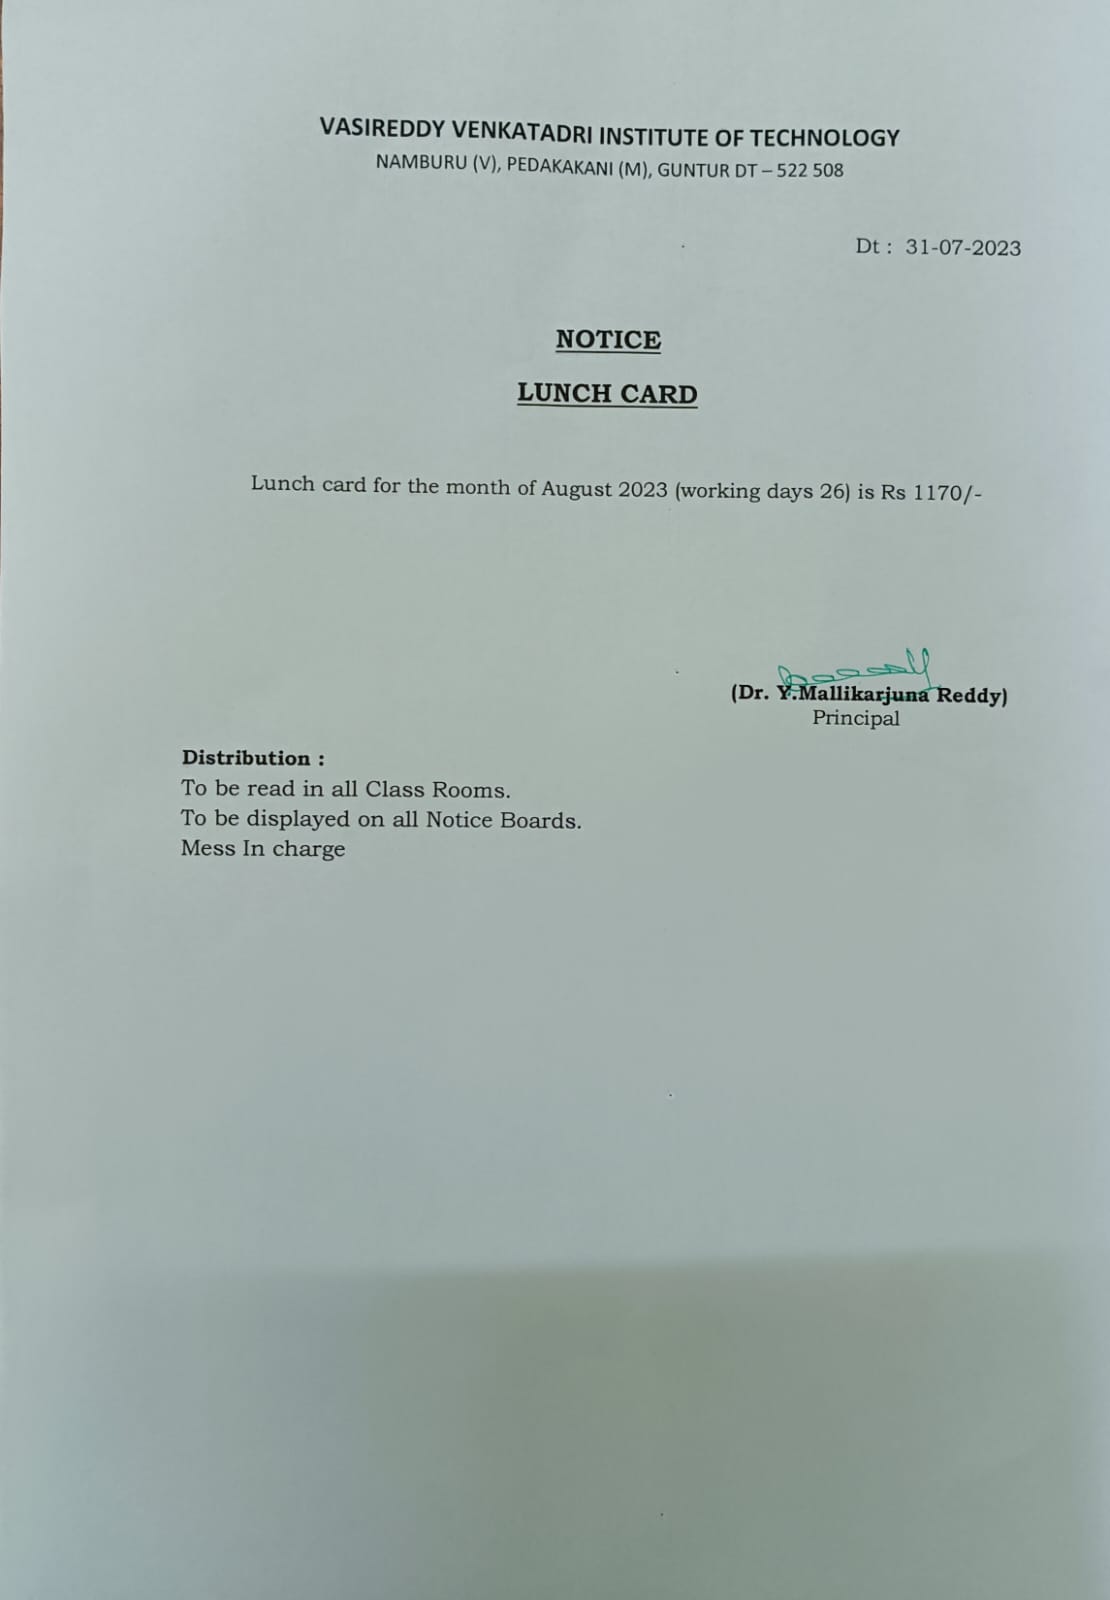 VASIREDDY VENKATADRI INSTITUTE OF TECHNOLOGY
NAMBURU (V), PEDAKAKANI (M), GUNTUR DT – 522 508
Dt : 31-07-2023
NOTICE
LUNCH CARD
Lunch card for the month of August 2023 (working days 26) is Rs 1170/-
(Dr. Y.Mallikarjuna Reddy)
Principal
Distribution :
To be read in all Class Rooms.
To be displayed on all Notice Boards.
Mess In charge